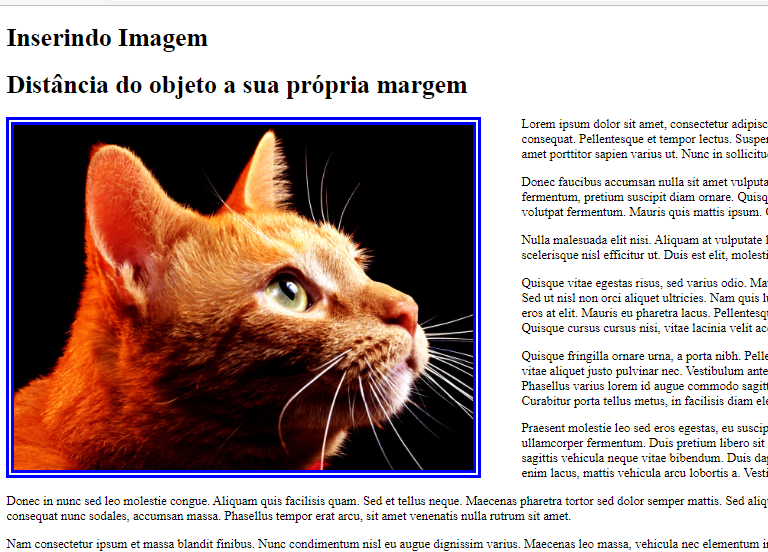 Inserindo Imagem
Distância do objeto a sua própria margem
Lorem ipsum dolor sit amet, consectetur adipisc
consequat. Pellentesque et tempor lectus. Susper
amet porttitor sapien varius ut. Nunc in sollicitu
Donec faucibus accumsan nulla sit amet vulputa
fermentum, pretium suscipit diam ornare. Quisq
volutpat fermentum. Mauris quis mattis ipsum.
Nulla malesuada elit nisi. Aliquam at vulputate
scelerisque nisl efficitur ut. Duis est elit, molesti
Quisque vitae egestas risus, sed varius odio. Ma
Sed ut nisl non orci aliquet ultricies. Nam quis
eros at elit. Mauris eu pharetra lacus. Pellentesqu
Quisque cursus cursus nisi, vitae lacinia velit ac
Quisque fringilla ornare urna, a porta nibh. Pelle
vitae aliquet justo pulvinar nec. Vestibulum ante
Phasellus varius lorem id augue commodo sagitt
Curabitur porta tellus metus, in facilisis diam ele
Praesent molestie leo sed eros egestas, eu suscip
ullamcorper fermentum. Duis pretium libero sit
sagittis vehicula neque vitae bibendum. Duis dap
enim lacus, mattis vehicula arcu lobortis a. Vesti
Donec in nunc sed leo molestie congue. Aliquam quis facilisis quam. Sed et tellus neque. Maecenas pharetra tortor sed dolor semper mattis. Sed aliq
consequat nunc sodales, accumsan massa. Phasellus tempor erat arcu, sit amet venenatis nulla rutrum sit amet.
Nam consectetur ipsum et massa blandit finibus. Nunc condimentum nisl eu augue dignissim varius. Maecenas leo massa, vehicula nec elementum in